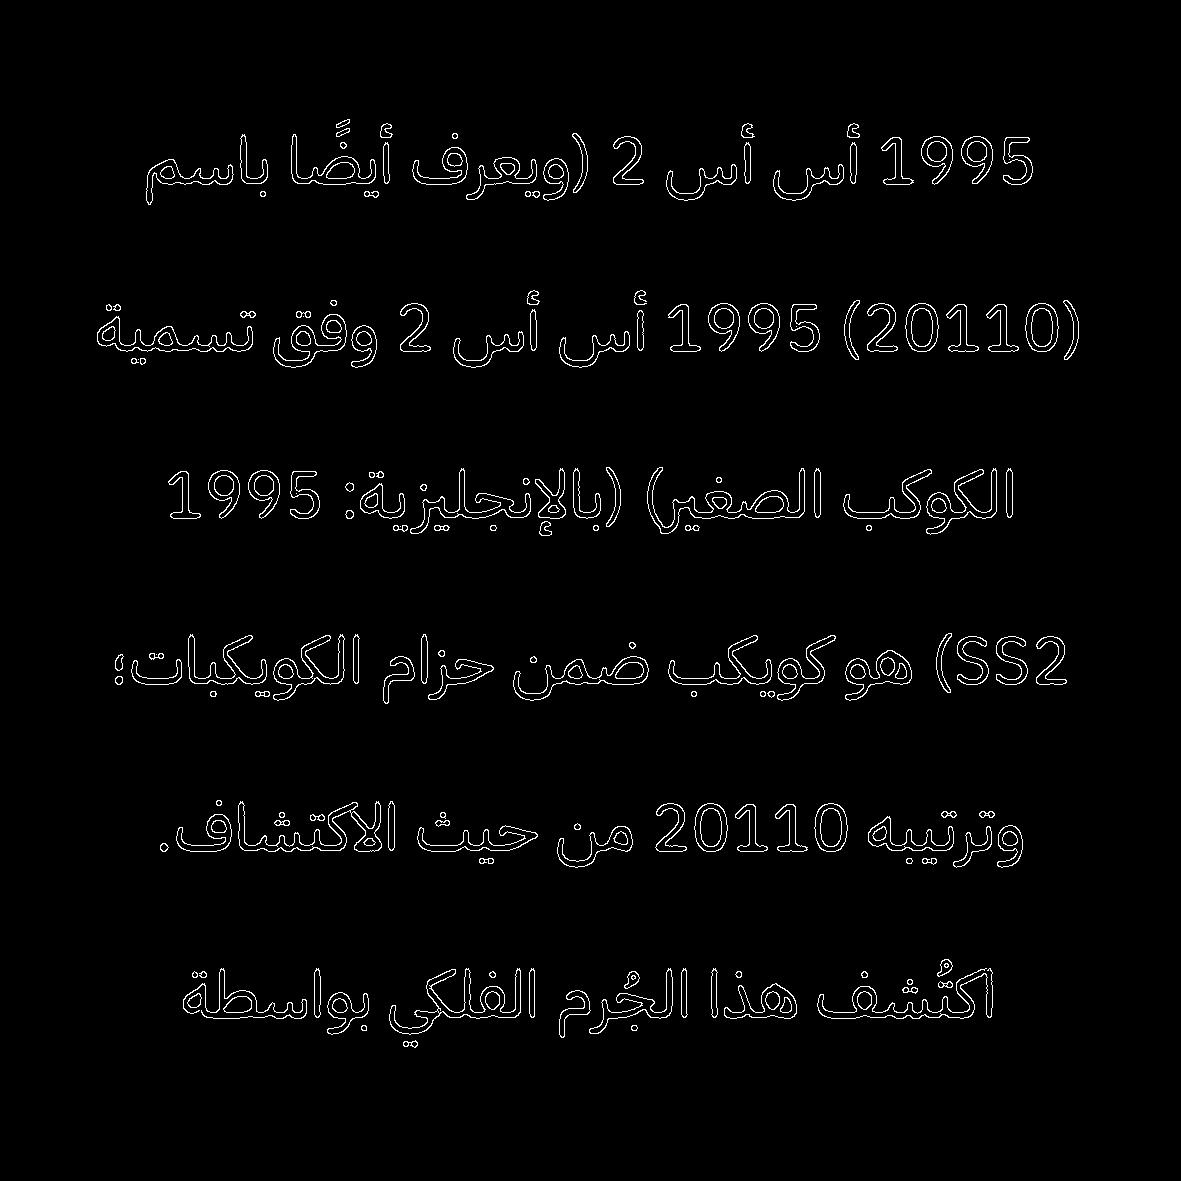 1995 أس أس 2 (ويعرف أيضًا باسم
(20110) 1995 أس أس 2 وفق تسمية
الكوكب الصغير) (بالإنجليزية: 1995
SS2) هو كويكب ضمن حزام الكويكبات؛
وترتيبه 20110 من حيث الاكتشاف.
اكتُشف هذا الجُرم الفلكي بواسطة